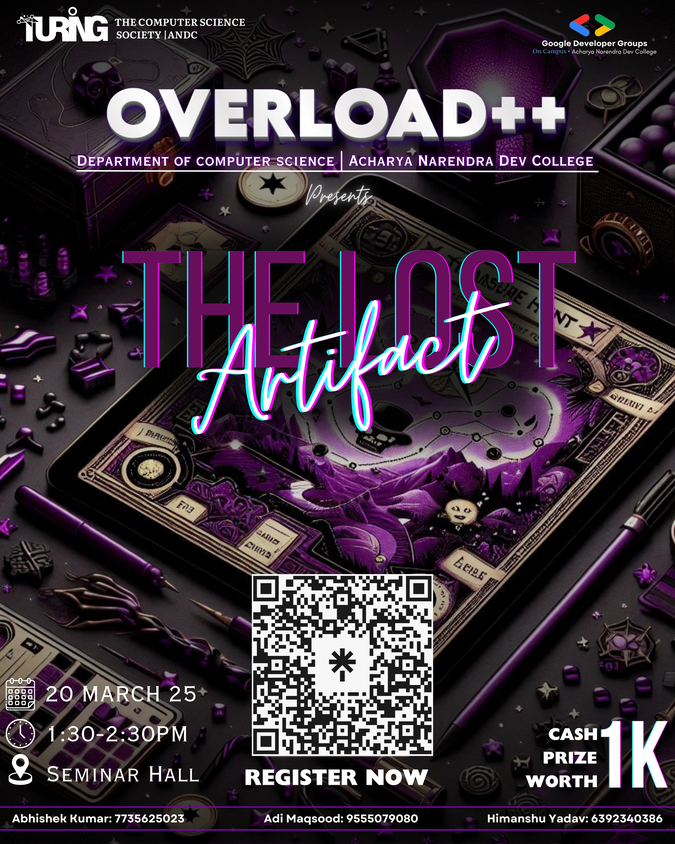 TURING
THE COMPUTER SCIENCE
SOCIETY | ANDC
Google Developer Groups
On Campus • Acharya Narendra Dev College
OVERLOAD++
DEPARTMENT OF COMPUTER SCIENCE | ACHARYA NARENDRA DEV COLLEGE
Presents
THE LOST
Artifact
20 MARCH 25
1:30-2:30PM
SEMINAR HALL
REGISTER NOW
CASH
PRIZE
WORTH
1K
Abhishek Kumar: 7735625023
Adi Maqsood: 9555079080
Himanshu Yadav: 6392340386